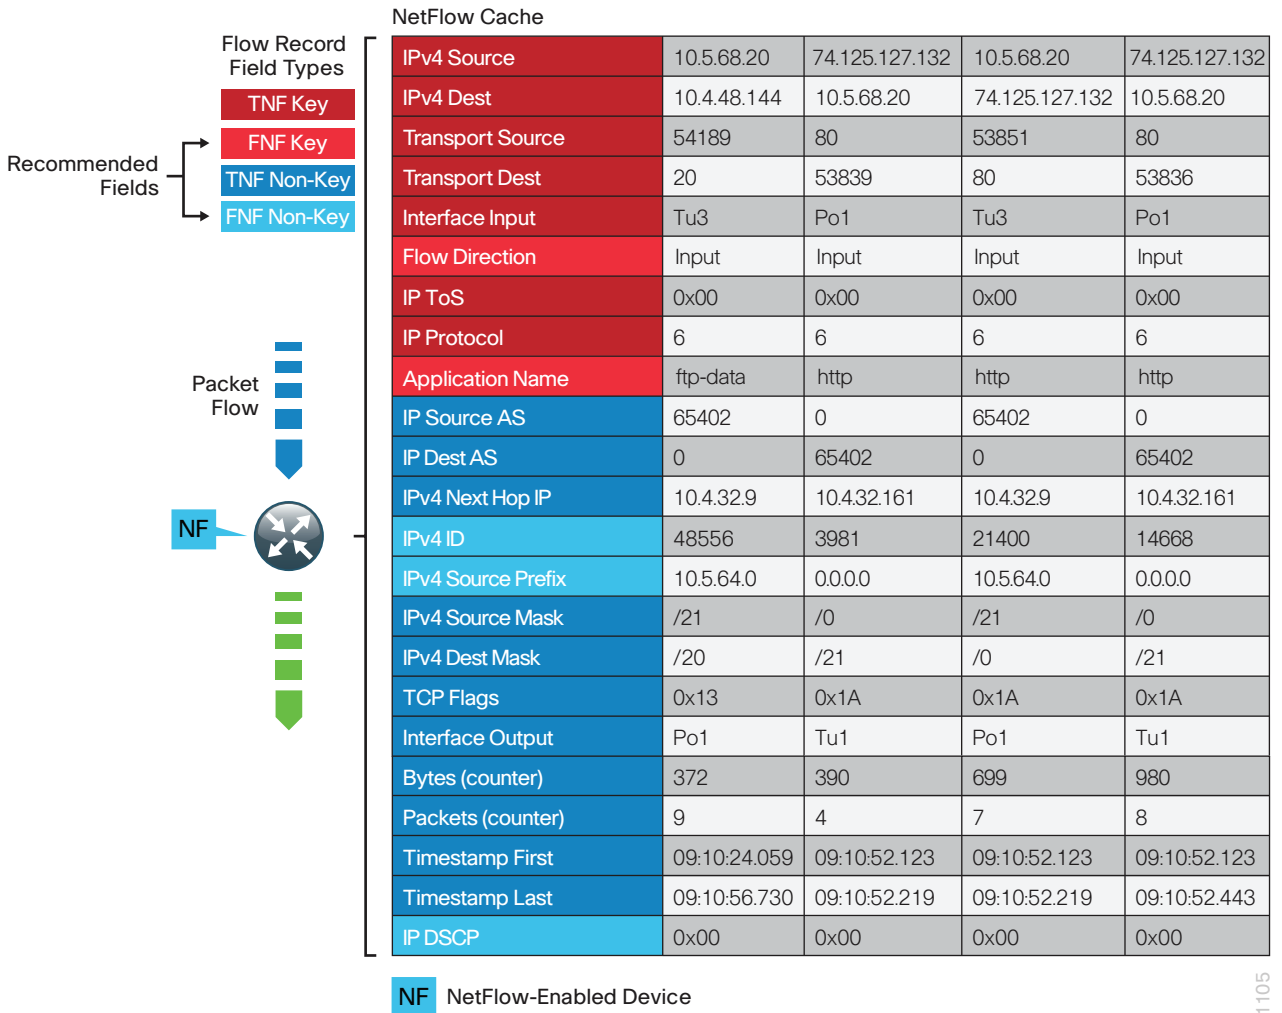 NetFlow Cache
Flow Record
Field Types
TNF Key
FNF Key
TNF Non-Key
FNF Non-Key
Recommended
Fields
Packet
Flow
NF
IPv4 Source 10.5.68.20 74.125.127.132 10.5.68.20 74.125.127.132
IPv4 Dest 10.4.48.144 10.5.68.20 74.125.127.132 10.5.68.20
Transport Source 54189 80 53851 80
Transport Dest 20 53839 80 53836
Interface Input Tu3 Po1 Tu3 Po1
Flow Direction Input Input Input Input
IP ToS 0x00 0x00 0x00 0x00
IP Protocol 6 6 6 6
Application Name ftp-data http http http
IP Source AS 65402 0 65402 0
IP Dest AS 0 65402 0 65402
IPv4 Next Hop IP 10.4.32.9 10.4.32.161 10.4.32.9 10.4.32.161
IPv4 ID 48556 3981 21400 14668
IPv4 Source Prefix 10.5.64.0 0.0.0.0 10.5.64.0 0.0.0.0
IPv4 Source Mask /21 /0 /21 /0
IPv4 Dest Mask /20 /21 /0 /21
TCP Flags 0x13 0x1A 0x1A 0x1A
Interface Output Po1 Tu1 Po1 Tu1
Bytes (counter) 372 390 699 980
Packets (counter) 9 4 7 8
Timestamp First 09:10:24.059 09:10:52.123 09:10:52.123 09:10:52.123
Timestamp Last 09:10:56.730 09:10:52.219 09:10:52.219 09:10:52.443
IP DSCP 0x00 0x00 0x00 0x00
NF NetFlow-Enabled Device
1105